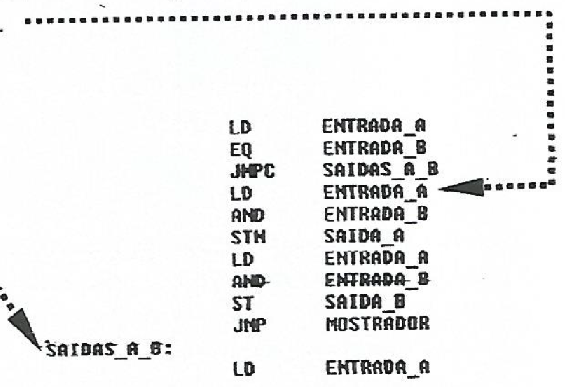 LD ENTRADA_A
EQ ENTRADA_B
JMPC SAIDAS_A_B
LD ENTRADA_A
AND ENTRADA_B
STN SAIDA_A
LD ENTRADA_A
AND ENTRADA_B
ST SAIDA_B
JMP MOSTRADOR
SAIDAS_A_B:
LD ENTRADA_A